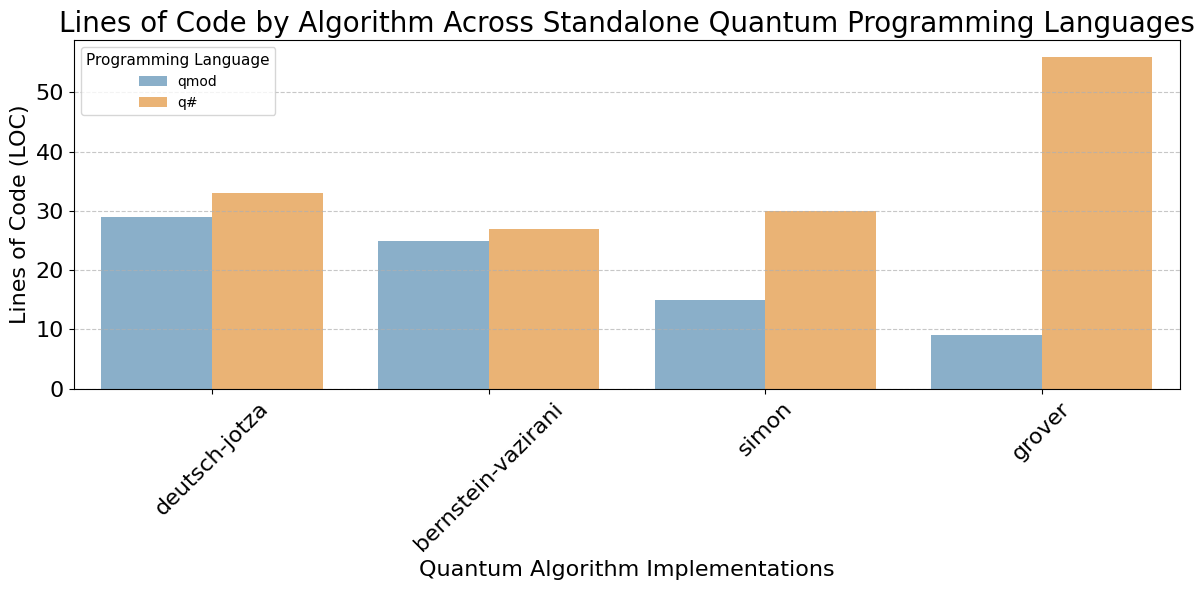 Lines of Code by Algorithm Across Standalone Quantum Programming Languages
Programming Language
qmod
q#
Lines of Code (LOC)
50
40
30
20
10
0
deutsch-jotza
bernstein-vazirani
simon
grover
Quantum Algorithm Implementations